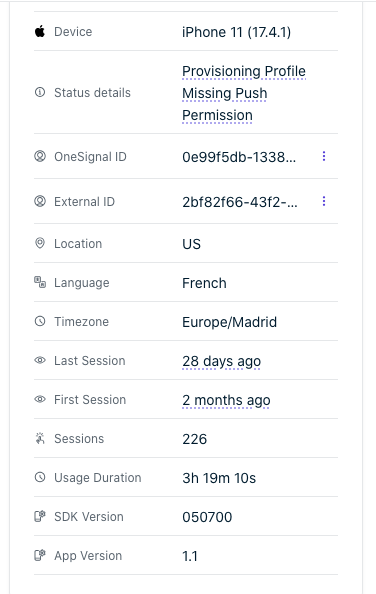 Device iPhone 11 (17.4.1)
Status details Provisioning Profile
Missing Push
Permission
OneSignal ID 0e99f5db-1338...
External ID 2bf82f66-43f2-...
Location US
Language French
Timezone Europe/Madrid
Last Session 28 days ago
First Session 2 months ago
Sessions 226
Usage Duration 3h 19m 10s
SDK Version 050700
App Version 1.1